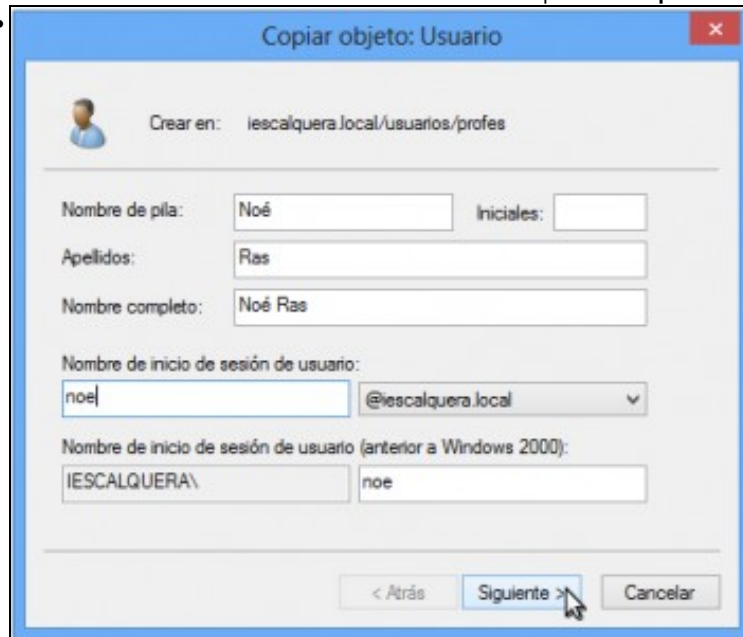 Copiar objeto: Usuario
Crear en: iescalquera.local/usuarios/profes
Nombre de pila: Noé Iniciales:
Apellidos: Ras
Nombre completo: Noé Ras
Nombre de inicio de sesión de usuario:
noe @iescalquera.local
Nombre de inicio de sesión de usuario (anterior a Windows 2000):
IESCALQUERA\ noe
< Atrás Siguiente > Cancelar